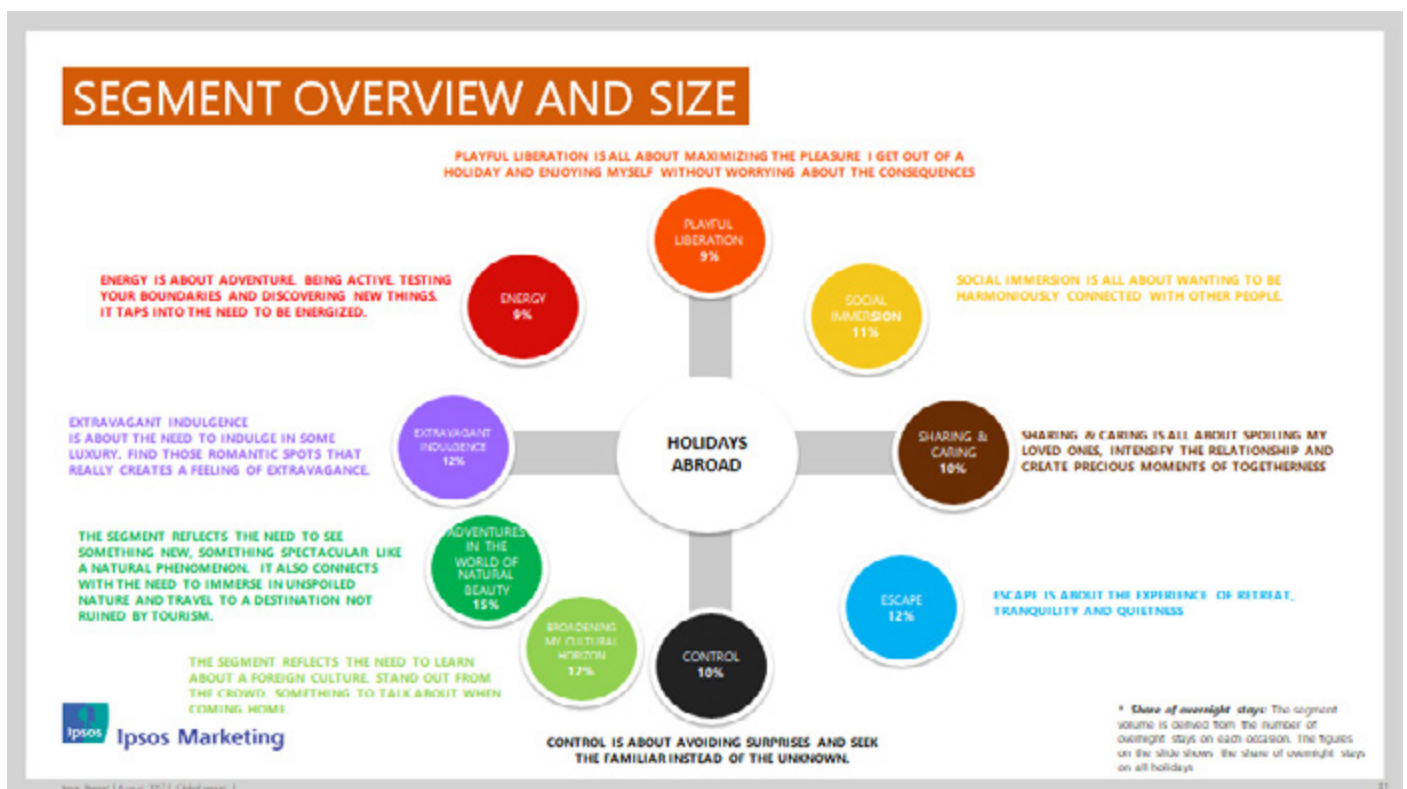 SEGMENT OVERVIEW AND SIZE
PLAYFUL LIBERATION IS ALL ABOUT MAXIMIZING THE PLEASURE I GET OUT OF A
HOLIDAY AND ENJOYING MYSELF WITHOUT WORRYING ABOUT THE CONSEQUENCES
PLAYFUL
LIBERATION
9%
ENERGY IS ABOUT ADVENTURE. BEING ACTIVE, TESTING
YOUR BOUNDARIES AND DISCOVERING NEW THINGS.
IT TAPS INTO THE NEED TO BE ENERGIZED.
ENERGY
9%
SOCIAL
IMMERSION
11%
SOCIAL IMMERSION IS ALL ABOUT WANTING TO BE
HARMONIOUSLY CONNECTED WITH OTHER PEOPLE.
EXTRAVAGANT INDULGENCE
IS ABOUT THE NEED TO INDULGE IN SOME
LUXURY. FIND THOSE ROMANTIC SPOTS THAT
REALLY CREATES A FEELING OF EXTRAVAGANCE.
EXTRAVAGANT
INDULGENCE
12%
HOLIDAYS
ABROAD
SHARING &
CARING
10%
SHARING & CARING IS ALL ABOUT SPOILING MY
LOVED ONES, INTENSIFY THE RELATIONSHIP AND
CREATE PRECIOUS MOMENTS OF TOGETHERNESS
THE SEGMENT REFLECTS THE NEED TO SEE
SOMETHING NEW, SOMETHING SPECTACULAR LIKE
A NATURAL PHENOMENON. IT ALSO CONNECTS
WITH THE NEED TO IMMERSE IN UNSPOILED
NATURE AND TRAVEL TO A DESTINATION NOT
RUINED BY TOURISM.
ADVENTURES
IN THE
WORLD OF
NATURAL
BEAUTY
15%
ESCAPE
12%
ESCAPE IS ABOUT THE EXPERIENCE OF RETREAT,
TRANQUILITY AND QUIETNESS
BROADENING
MY CULTURAL
HORIZON
12%
CONTROL
10%
THE SEGMENT REFLECTS THE NEED TO LEARN
ABOUT A FOREIGN CULTURE. STAND OUT FROM
THE CROWD. SOMETHING TO TALK ABOUT WHEN
COMING HOME.
CONTROL IS ABOUT AVOIDING SURPRISES AND SEEK
THE FAMILIAR INSTEAD OF THE UNKNOWN.
Ipsos
Ipsos Marketing
* Share of overnight stays: The segment
volume is derived from the number of
overnight stays on each occasion. The figures
on the slide shows the share of overnight stays
on all holidays